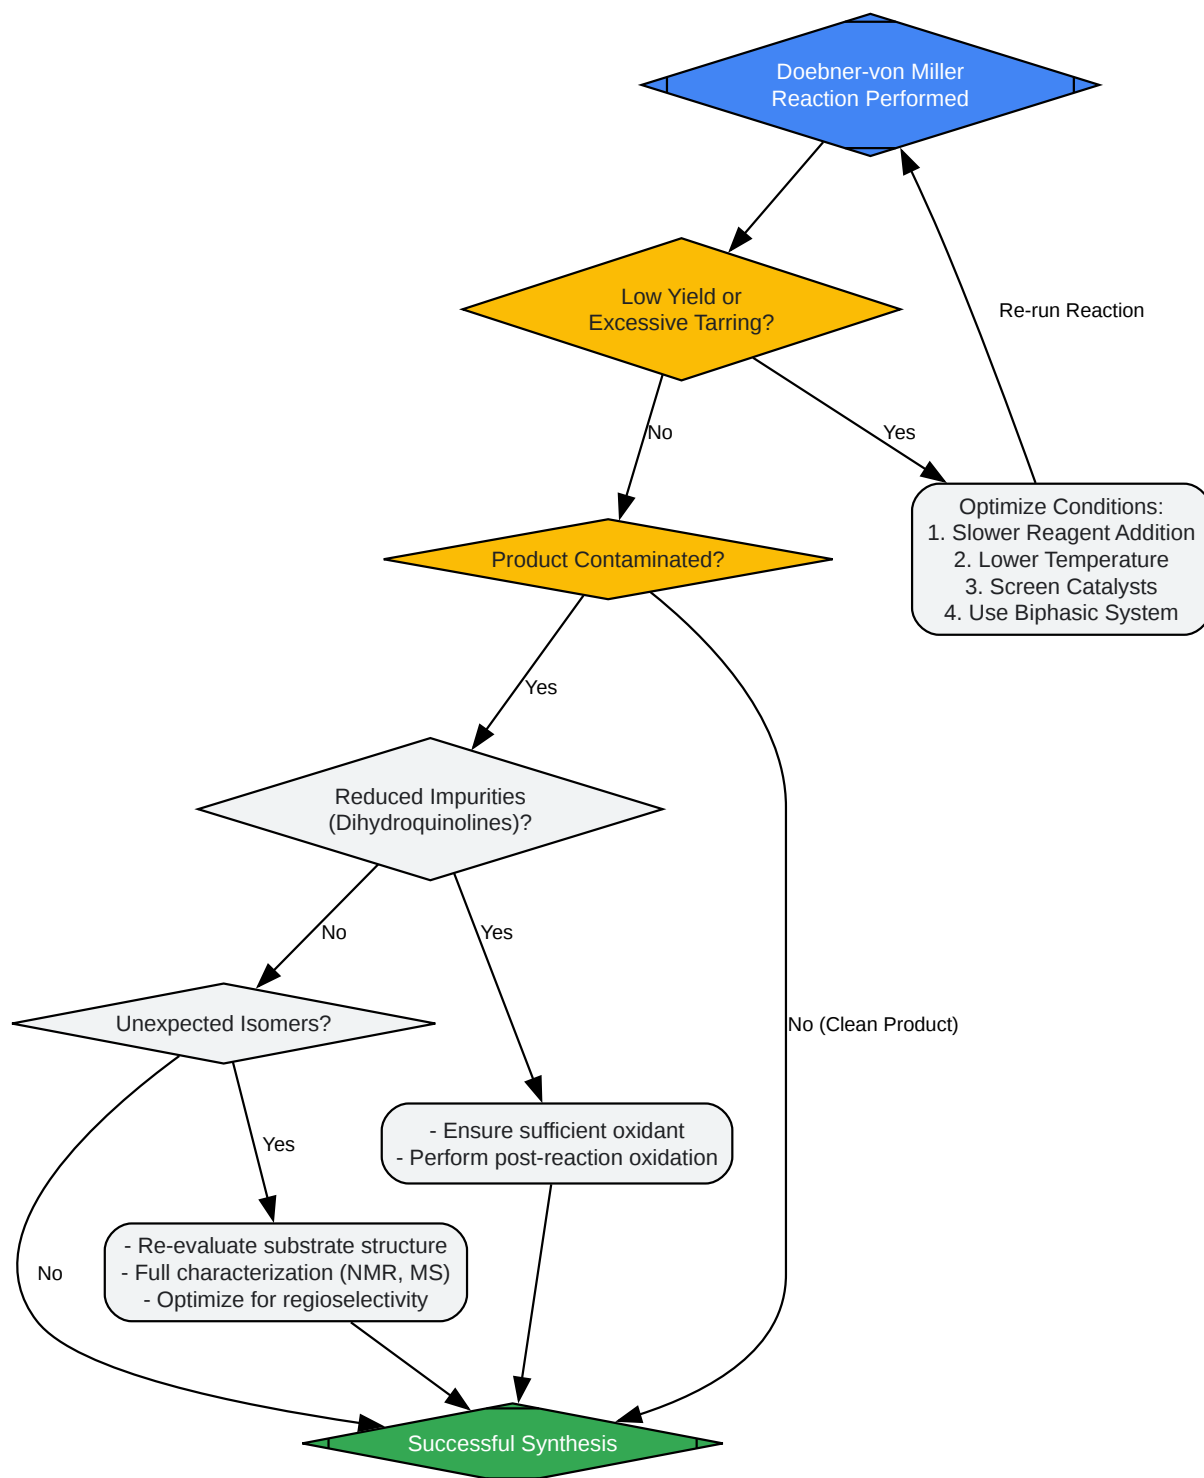 Doebner-von Miller
Reaction Performed
Low Yield or
Excessive Tarring?
Re-run Reaction
No
Yes
Optimize Conditions:
1. Slower Reagent Addition
2. Lower Temperature
3. Screen Catalysts
4. Use Biphasic System
Product Contaminated?
Yes
Reduced Impurities
(Dihydroquinolines)?
No
Yes
Unexpected Isomers?
No (Clean Product)
- Ensure sufficient oxidant
- Perform post-reaction oxidation
Yes
- Re-evaluate substrate structure
- Full characterization (NMR, MS)
- Optimize for regioselectivity
No
Successful Synthesis